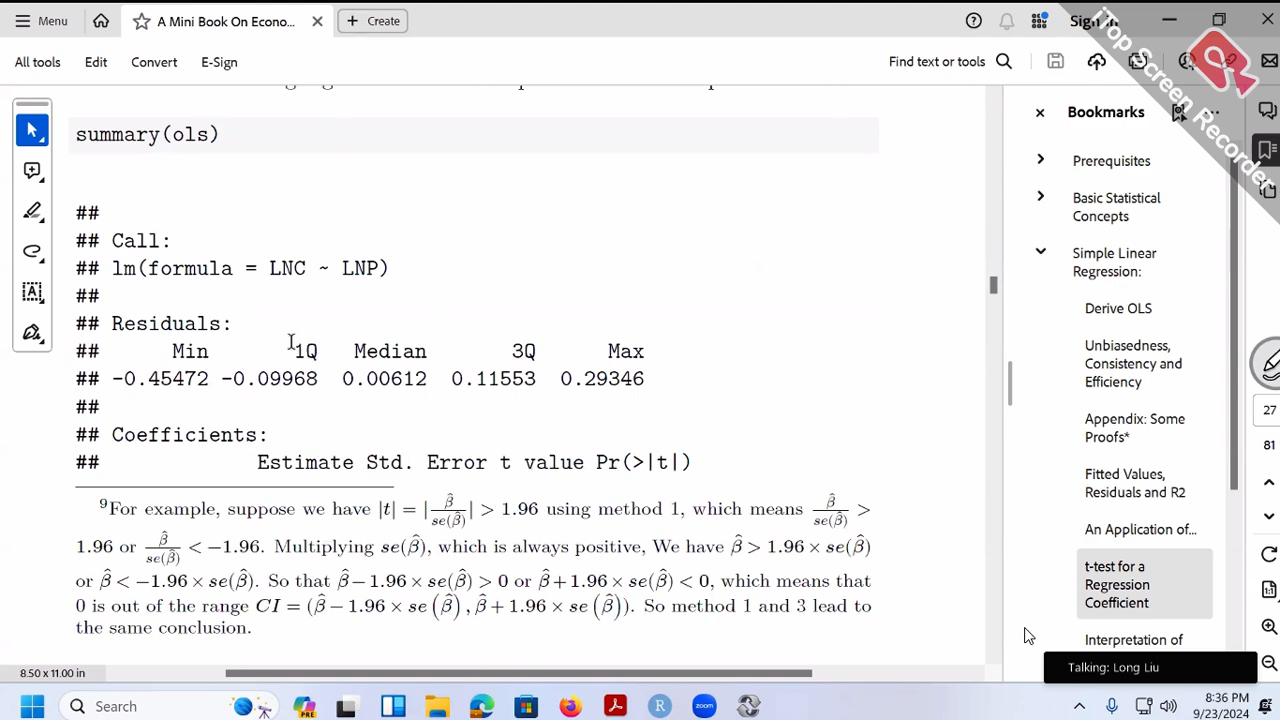 Menu
A Mini Book On Econo...
Create
Sign in
All tools
Edit
Convert
E-Sign
Find text or tools
iTop Screen Recorder
summary(ols)
##
## Call:
## lm(formula = LNC ~ LNP)
##
## Residuals:
## Min 1Q Median 3Q Max
## -0.45472 -0.09968 0.00612 0.11553 0.29346
##
## Coefficients:
## Estimate Std. Error t value Pr(>|t|)
⁹For example, suppose we have |t| = |β̂/se(β̂)| > 1.96 using method 1, which means β̂/se(β̂) >
1.96 or β̂/se(β̂) < −1.96. Multiplying se(β̂), which is always positive, We have β̂ > 1.96 × se(β̂)
or β̂ < −1.96 × se(β̂). So that β̂ − 1.96 × se(β̂) > 0 or β̂ + 1.96 × se(β̂) < 0, which means that
0 is out of the range CI = (β̂ − 1.96 × se(β̂), β̂ + 1.96 × se(β̂)). So method 1 and 3 lead to
the same conclusion.
8.50 x 11.00 in
Bookmarks
Prerequisites
Basic Statistical
Concepts
Simple Linear
Regression:
Derive OLS
Unbiasedness,
Consistency and
Efficiency
Appendix: Some
Proofs*
Fitted Values,
Residuals and R2
An Application of...
t-test for a
Regression
Coefficient
Interpretation of
27
81
Talking: Long Liu
Search
PRE
8:36 PM
9/23/2024